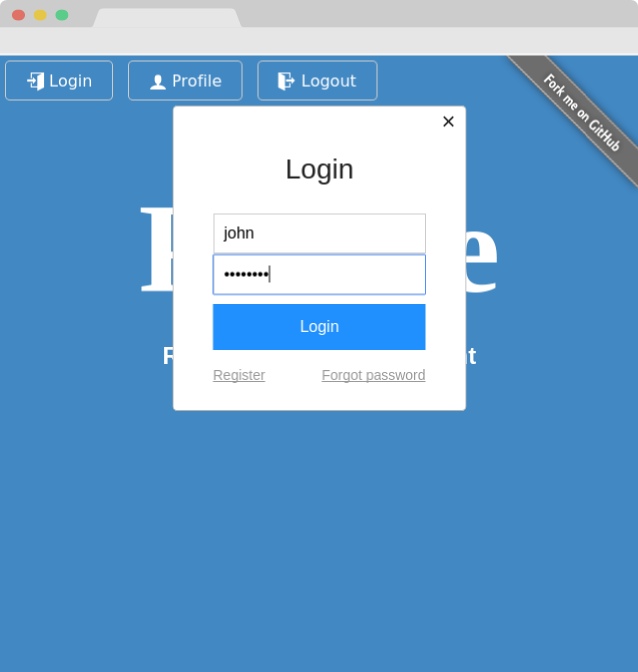 Login Profile Logout
Fork me on GitHub
×
Login
john
••••••••
Login
Register Forgot password